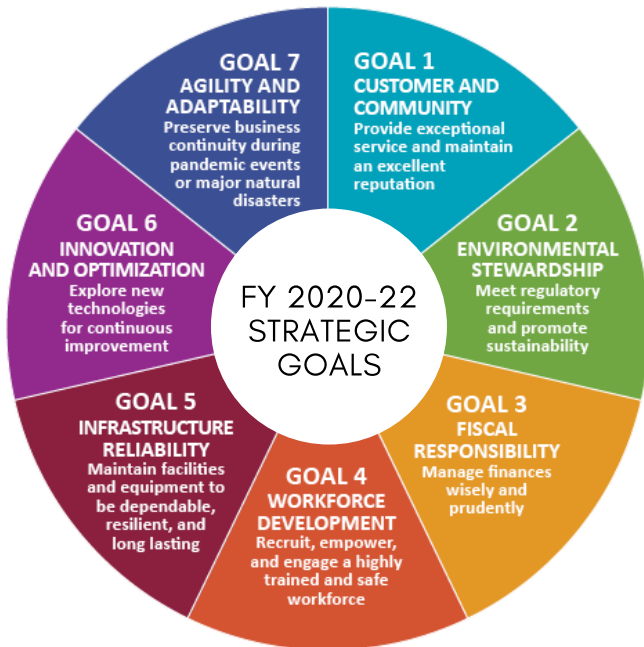 FY 2020-22
STRATEGIC
GOALS
GOAL 1
CUSTOMER AND
COMMUNITY
Provide exceptional
service and maintain
an excellent
reputation
GOAL 2
ENVIRONMENTAL
STEWARDSHIP
Meet regulatory
requirements
and promote
sustainability
GOAL 3
FISCAL
RESPONSIBILITY
Manage finances
wisely and
prudently
GOAL 4
WORKFORCE
DEVELOPMENT
Recruit, empower,
and engage a highly
trained and safe
workforce
GOAL 5
INFRASTRUCTURE
RELIABILITY
Maintain facilities
and equipment to
be dependable,
resilient, and
long lasting
GOAL 6
INNOVATION
AND OPTIMIZATION
Explore new
technologies
for continuous
improvement
GOAL 7
AGILITY AND
ADAPTABILITY
Preserve business
continuity during
pandemic events
or major natural
disasters